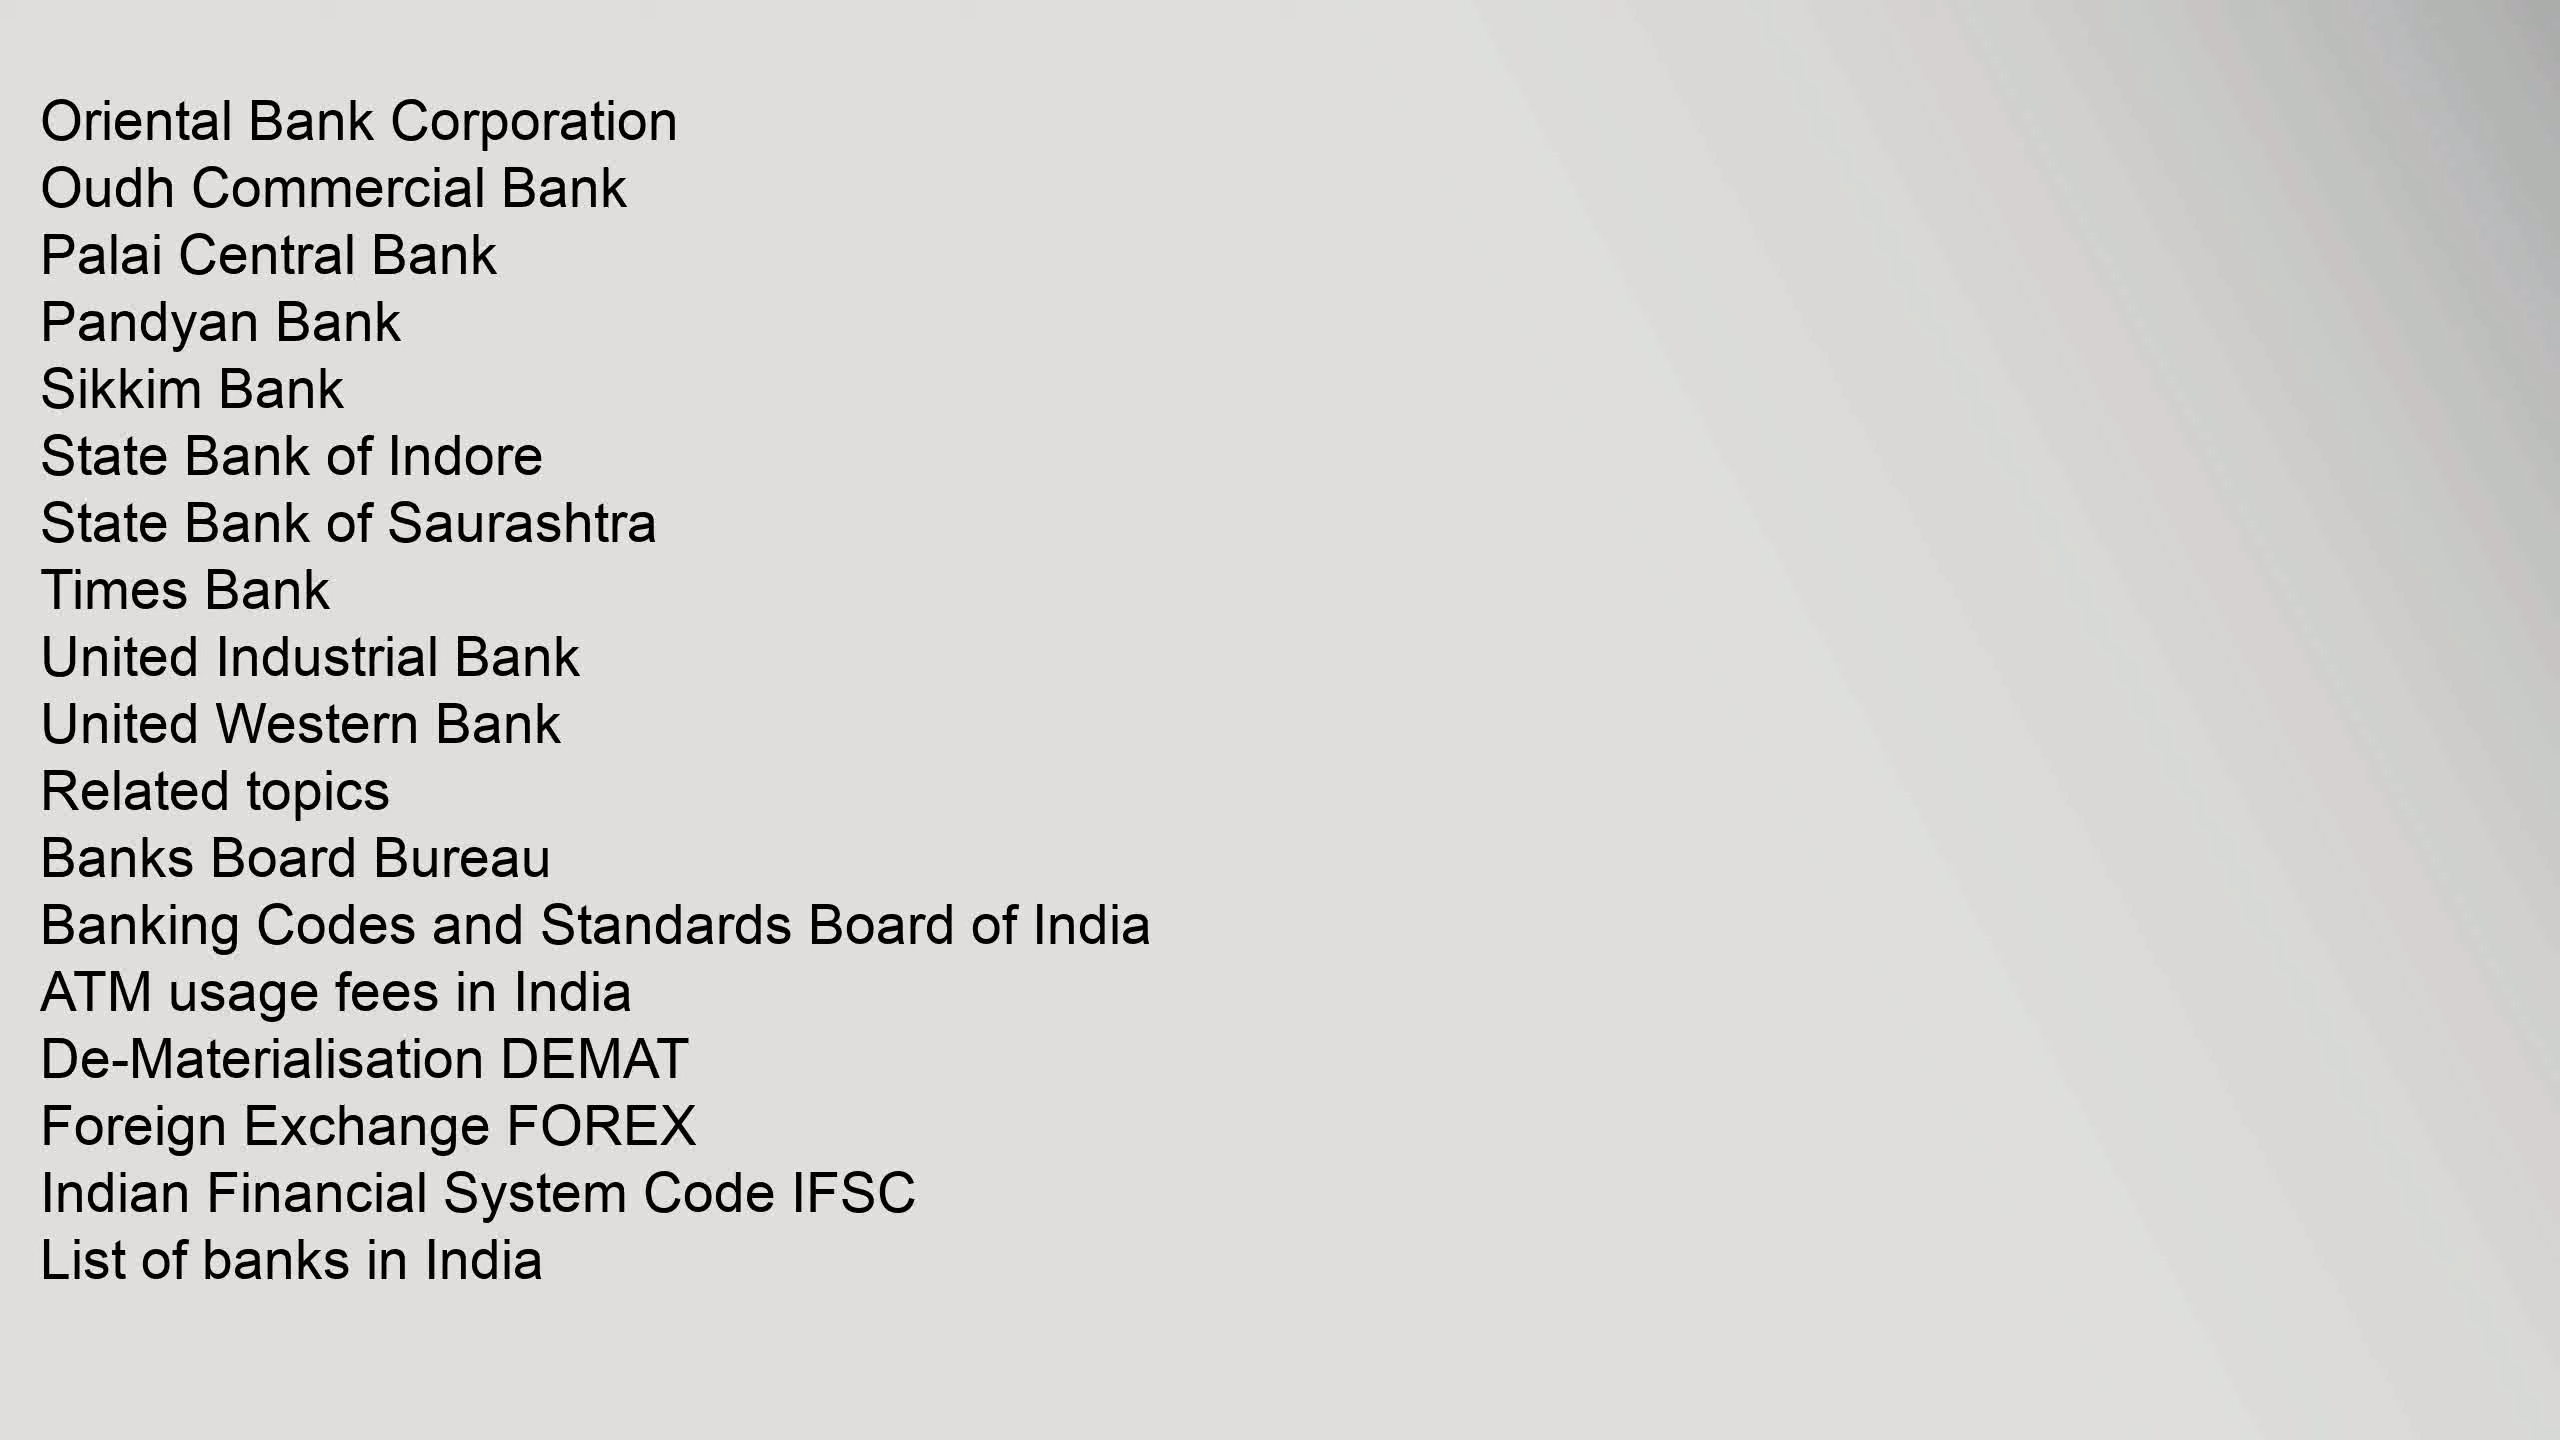 Oriental Bank Corporation
Oudh Commercial Bank
Palai Central Bank
Pandyan Bank
Sikkim Bank
State Bank of Indore
State Bank of Saurashtra
Times Bank
United Industrial Bank
United Western Bank
Related topics
Banks Board Bureau
Banking Codes and Standards Board of India
ATM usage fees in India
De-Materialisation DEMAT
Foreign Exchange FOREX
Indian Financial System Code IFSC
List of banks in India